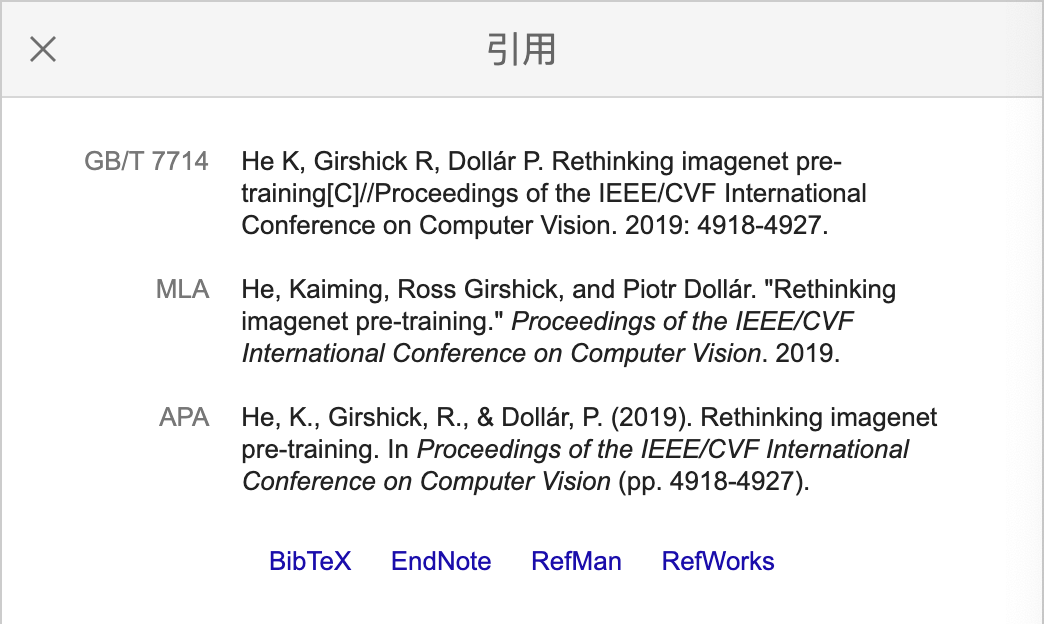 引用
GB/T 7714
He K, Girshick R, Dollár P. Rethinking imagenet pre-
training[C]//Proceedings of the IEEE/CVF International
Conference on Computer Vision. 2019: 4918-4927.
MLA
He, Kaiming, Ross Girshick, and Piotr Dollár. "Rethinking
imagenet pre-training." Proceedings of the IEEE/CVF
International Conference on Computer Vision. 2019.
APA
He, K., Girshick, R., & Dollár, P. (2019). Rethinking imagenet
pre-training. In Proceedings of the IEEE/CVF International
Conference on Computer Vision (pp. 4918-4927).
BibTeX EndNote RefMan RefWorks